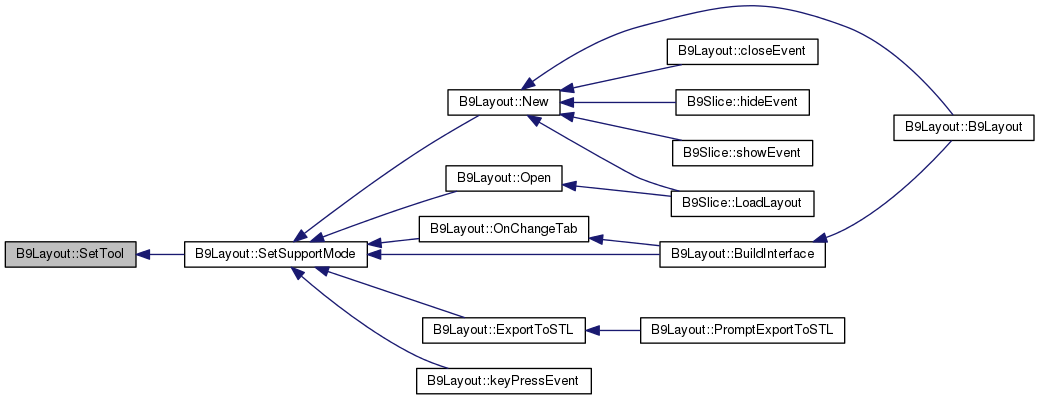 B9Layout::SetTool
B9Layout::SetSupportMode
B9Layout::New
B9Layout::Open
B9Layout::OnChangeTab
B9Layout::ExportToSTL
B9Layout::keyPressEvent
B9Layout::closeEvent
B9Slice::hideEvent
B9Slice::showEvent
B9Slice::LoadLayout
B9Layout::BuildInterface
B9Layout::PromptExportToSTL
B9Layout::B9Layout